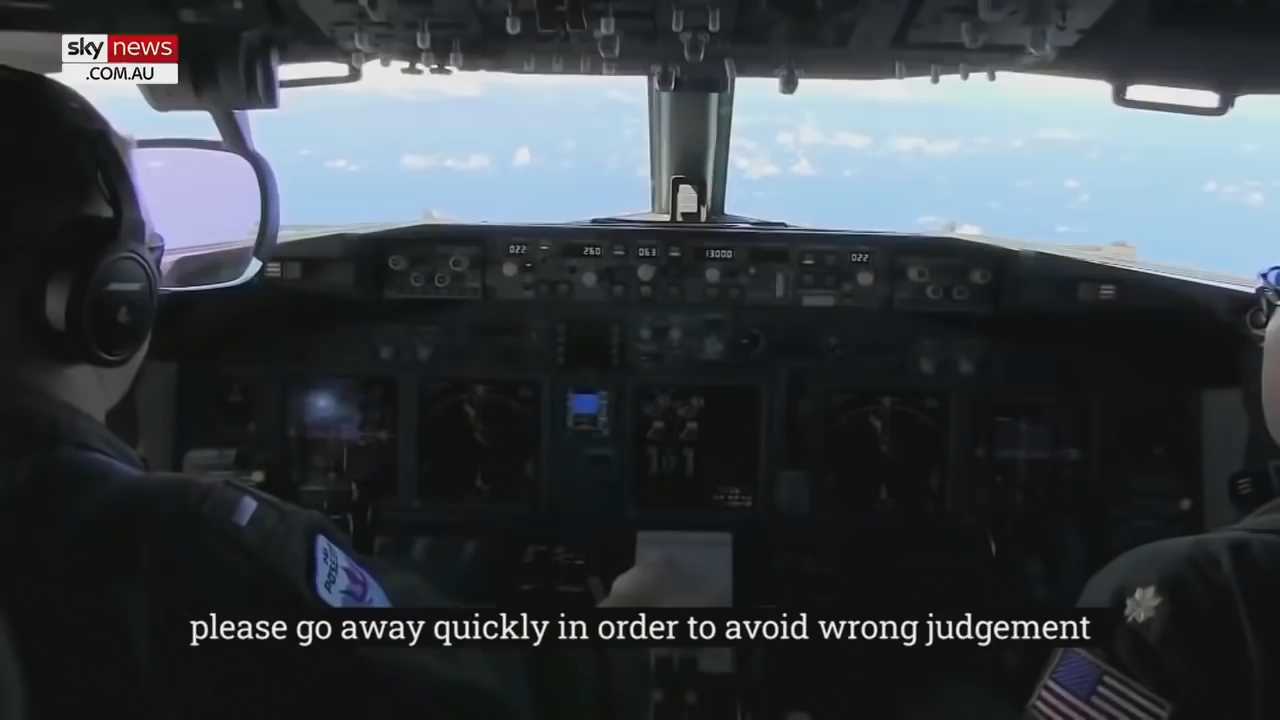 sky news
.COM.AU
022 260 063 13000 022
please go away quickly in order to avoid wrong judgement